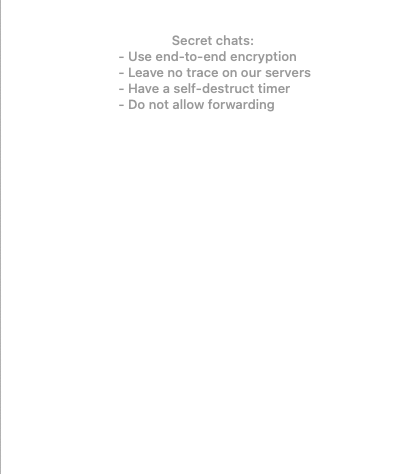 Secret chats:
- Use end-to-end encryption
- Leave no trace on our servers
- Have a self-destruct timer
- Do not allow forwarding